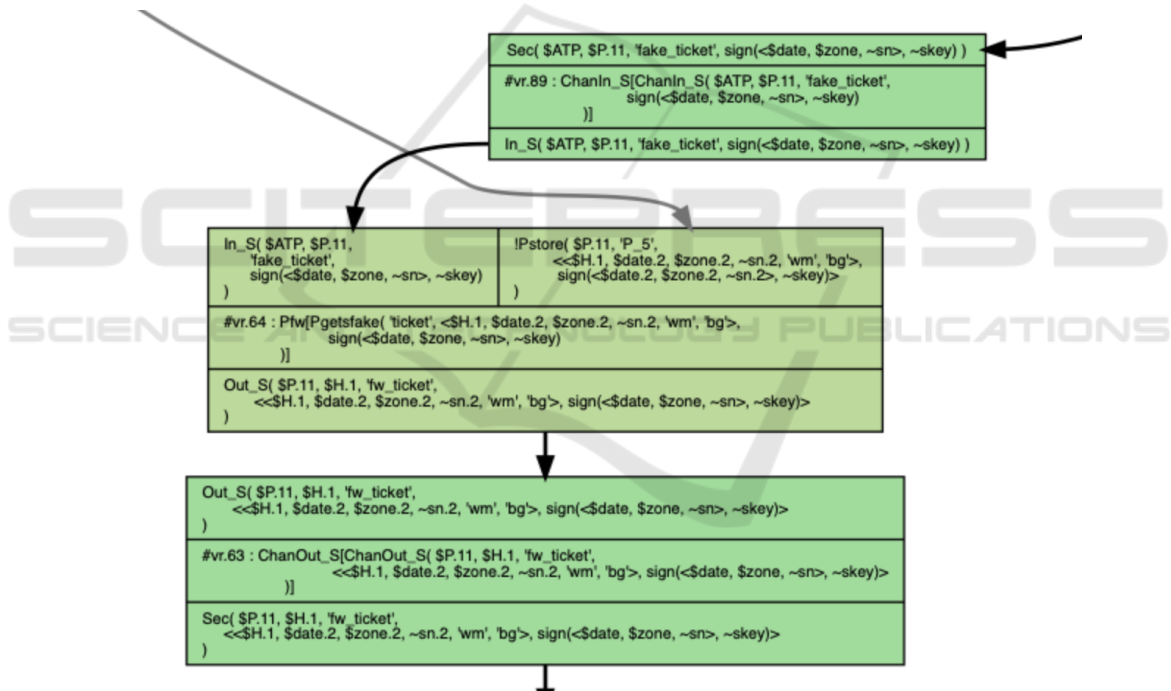 Sec( $ATP, $P.11, 'fake_ticket', sign(<$date, $zone, ~sn>, ~skey) )
#vr.89 : ChanIn_S[ChanIn_S( $ATP, $P.11, 'fake_ticket',
sign(<$date, $zone, ~sn>, ~skey)
)]
In_S( $ATP, $P.11, 'fake_ticket', sign(<$date, $zone, ~sn>, ~skey) )
SCITEPRESS
In_S( $ATP, $P.11,
'fake_ticket',
sign(<$date, $zone, ~sn>, ~skey)
)
!Pstore( $P.11, 'P_5',
<<$H.1, $date.2, $zone.2, ~sn.2, 'wm', 'bg'>,
sign(<$date.2, $zone.2, ~sn.2>, ~skey)>
)
SCIENCE AND TECHNOLOGY PUBLICATIONS
#vr.64 : Pfw[Pgetsfake( 'ticket', <$H.1, $date.2, $zone.2, ~sn.2, 'wm', 'bg'>,
sign(<$date, $zone, ~sn>, ~skey)
)]
Out_S( $P.11, $H.1, 'fw_ticket',
<<$H.1, $date.2, $zone.2, ~sn.2, 'wm', 'bg'>, sign(<$date, $zone, ~sn>, ~skey)>
)
Out_S( $P.11, $H.1, 'fw_ticket',
<<$H.1, $date.2, $zone.2, ~sn.2, 'wm', 'bg'>, sign(<$date, $zone, ~sn>, ~skey)>
)
#vr.63 : ChanOut_S[ChanOut_S( $P.11, $H.1, 'fw_ticket',
<<$H.1, $date.2, $zone.2, ~sn.2, 'wm', 'bg'>, sign(<$date, $zone, ~sn>, ~skey)>
)]
Sec( $P.11, $H.1, 'fw_ticket',
<<$H.1, $date.2, $zone.2, ~sn.2, 'wm', 'bg'>, sign(<$date, $zone, ~sn>, ~skey)>
)